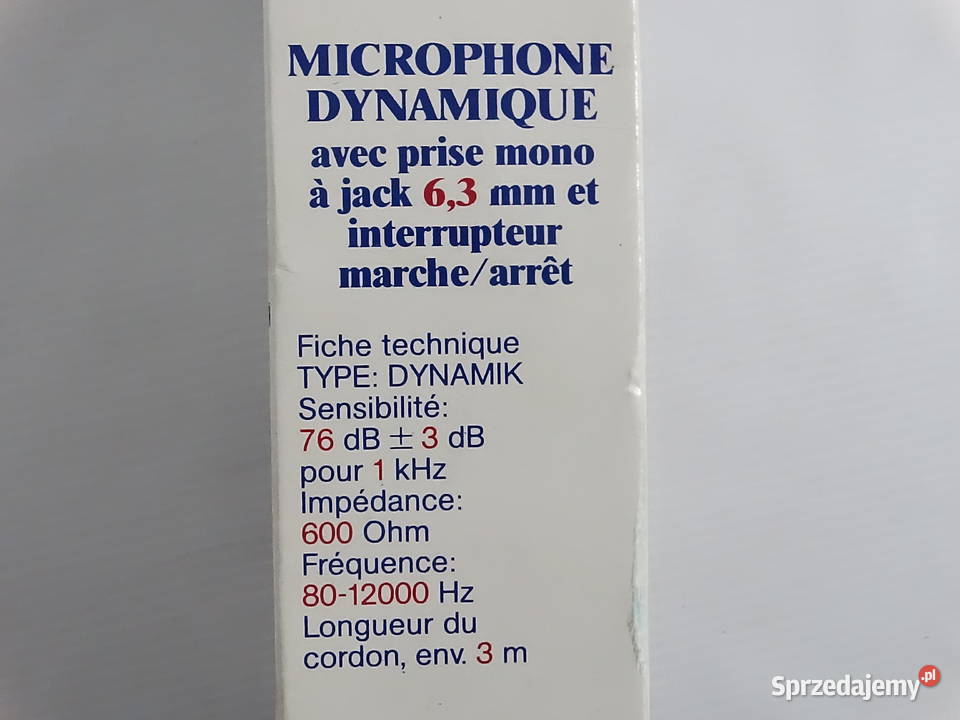 MICROPHONE
DYNAMIQUE
avec prise mono
à jack 6,3 mm et
interrupteur
marche/arrêt
Fiche technique
TYPE: DYNAMIK
Sensibilité:
76 dB ± 3 dB
pour 1 kHz
Impédance:
600 Ohm
Fréquence:
80-12000 Hz
Longueur du
cordon, env. 3 m
Sprzedajemy.pl